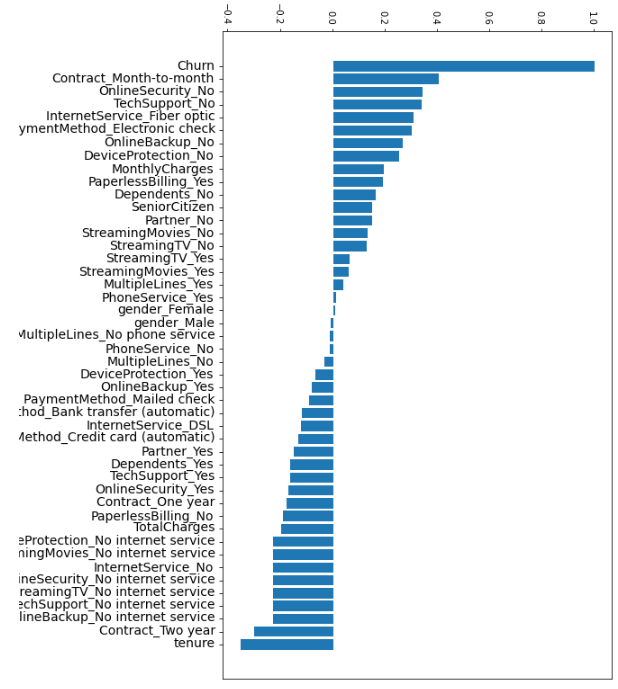 -0.4 -0.2 0.0 0.2 0.4 0.6 0.8 1.0
Churn
Contract_Month-to-month
OnlineSecurity_No
TechSupport_No
InternetService_Fiber optic
ymentMethod_Electronic check
OnlineBackup_No
DeviceProtection_No
MonthlyCharges
PaperlessBilling_Yes
Dependents_No
SeniorCitizen
Partner_No
StreamingMovies_No
StreamingTV_No
StreamingTV_Yes
StreamingMovies_Yes
MultipleLines_Yes
PhoneService_Yes
gender_Female
gender_Male
MultipleLines_No phone service
PhoneService_No
MultipleLines_No
DeviceProtection_Yes
OnlineBackup_Yes
PaymentMethod_Mailed check
hod_Bank transfer (automatic)
InternetService_DSL
Method_Credit card (automatic)
Partner_Yes
Dependents_Yes
TechSupport_Yes
OnlineSecurity_Yes
Contract_One year
PaperlessBilling_No
TotalCharges
eProtection_No internet service
ningMovies_No internet service
InternetService_No
ineSecurity_No internet service
reamingTV_No internet service
echSupport_No internet service
lineBackup_No internet service
Contract_Two year
tenure